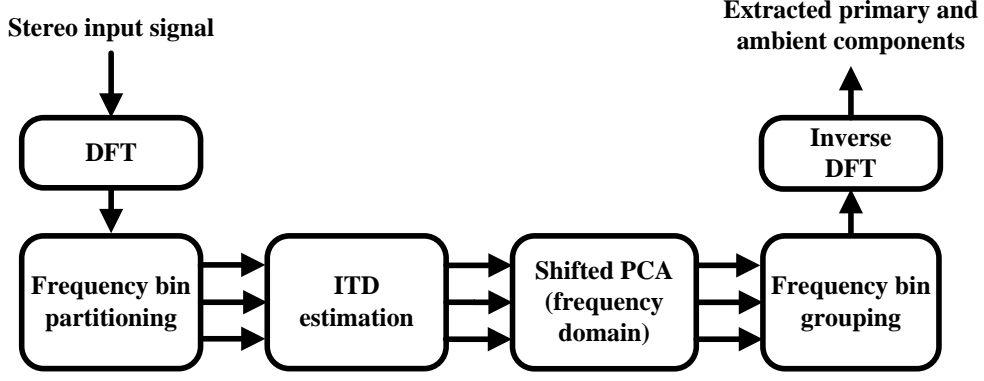 Stereo input signal
DFT
Frequency bin
partitioning
ITD
estimation
Shifted PCA
(frequency
domain)
Frequency bin
grouping
Inverse
DFT
Extracted primary and
ambient components